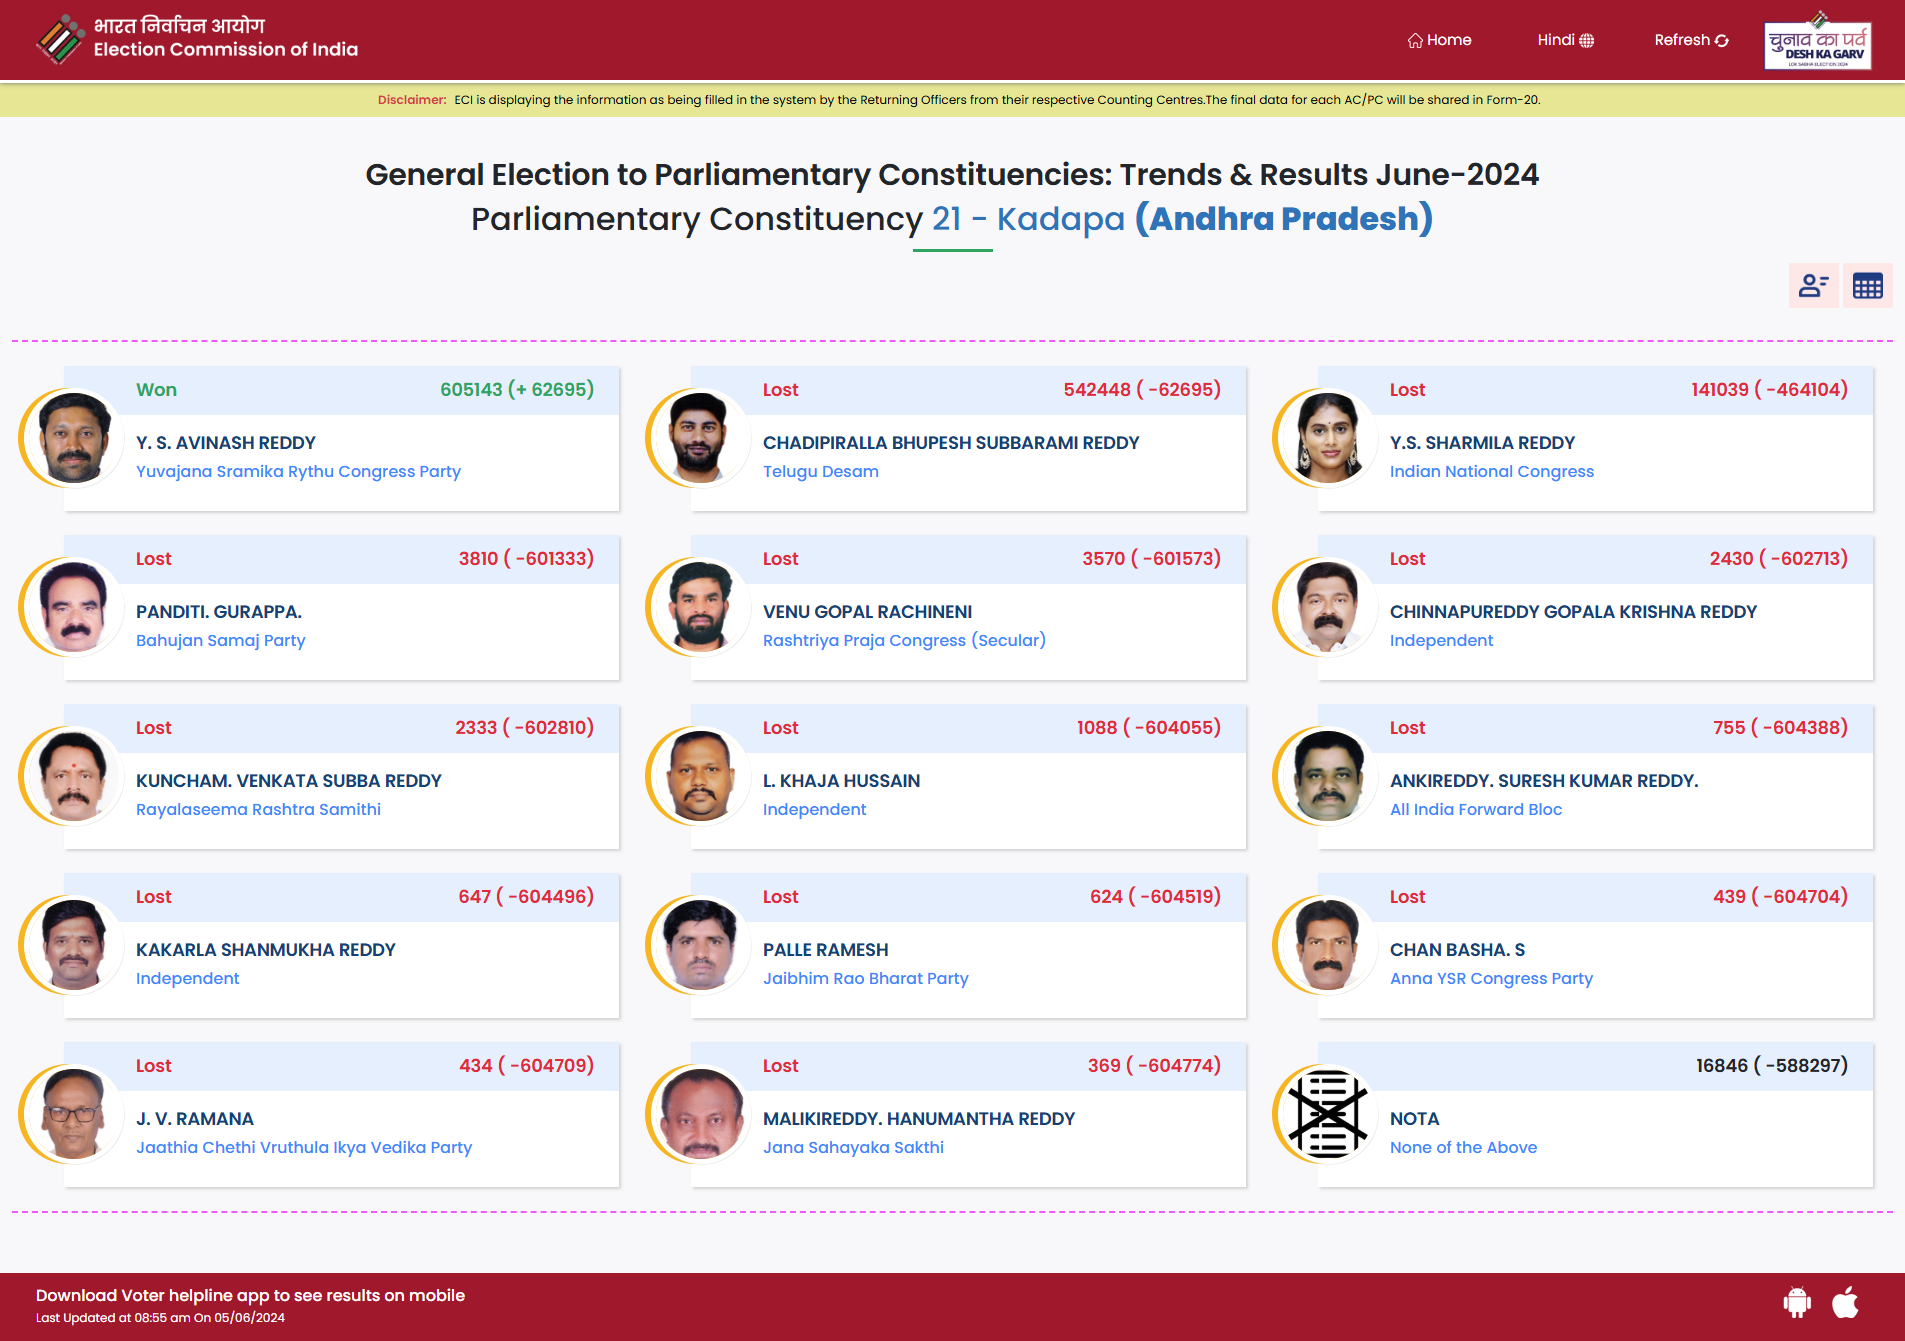 भारत निर्वाचन आयोग
Election Commission of India
Home
Hindi
Refresh
चुनाव का पर्व
DESH KA GARV
LOK SABHA ELECTION 2024
Disclaimer: ECI is displaying the information as being filled in the system by the Returning Officers from their respective Counting Centres.The final data for each AC/PC will be shared in Form-20.
General Election to Parliamentary Constituencies: Trends & Results June-2024
Parliamentary Constituency 21 - Kadapa (Andhra Pradesh)
Won 605143 (+ 62695)
Y. S. AVINASH REDDY
Yuvajana Sramika Rythu Congress Party
Lost 542448 ( -62695)
CHADIPIRALLA BHUPESH SUBBARAMI REDDY
Telugu Desam
Lost 141039 ( -464104)
Y.S. SHARMILA REDDY
Indian National Congress
Lost 3810 ( -601333)
PANDITI. GURAPPA.
Bahujan Samaj Party
Lost 3570 ( -601573)
VENU GOPAL RACHINENI
Rashtriya Praja Congress (Secular)
Lost 2430 ( -602713)
CHINNAPUREDDY GOPALA KRISHNA REDDY
Independent
Lost 2333 ( -602810)
KUNCHAM. VENKATA SUBBA REDDY
Rayalaseema Rashtra Samithi
Lost 1088 ( -604055)
L. KHAJA HUSSAIN
Independent
Lost 755 ( -604388)
ANKIREDDY. SURESH KUMAR REDDY.
All India Forward Bloc
Lost 647 ( -604496)
KAKARLA SHANMUKHA REDDY
Independent
Lost 624 ( -604519)
PALLE RAMESH
Jaibhim Rao Bharat Party
Lost 439 ( -604704)
CHAN BASHA. S
Anna YSR Congress Party
Lost 434 ( -604709)
J. V. RAMANA
Jaathia Chethi Vruthula Ikya Vedika Party
Lost 369 ( -604774)
MALIKIREDDY. HANUMANTHA REDDY
Jana Sahayaka Sakthi
16846 ( -588297)
NOTA
None of the Above
Download Voter helpline app to see results on mobile
Last Updated at 08:55 am On 05/06/2024